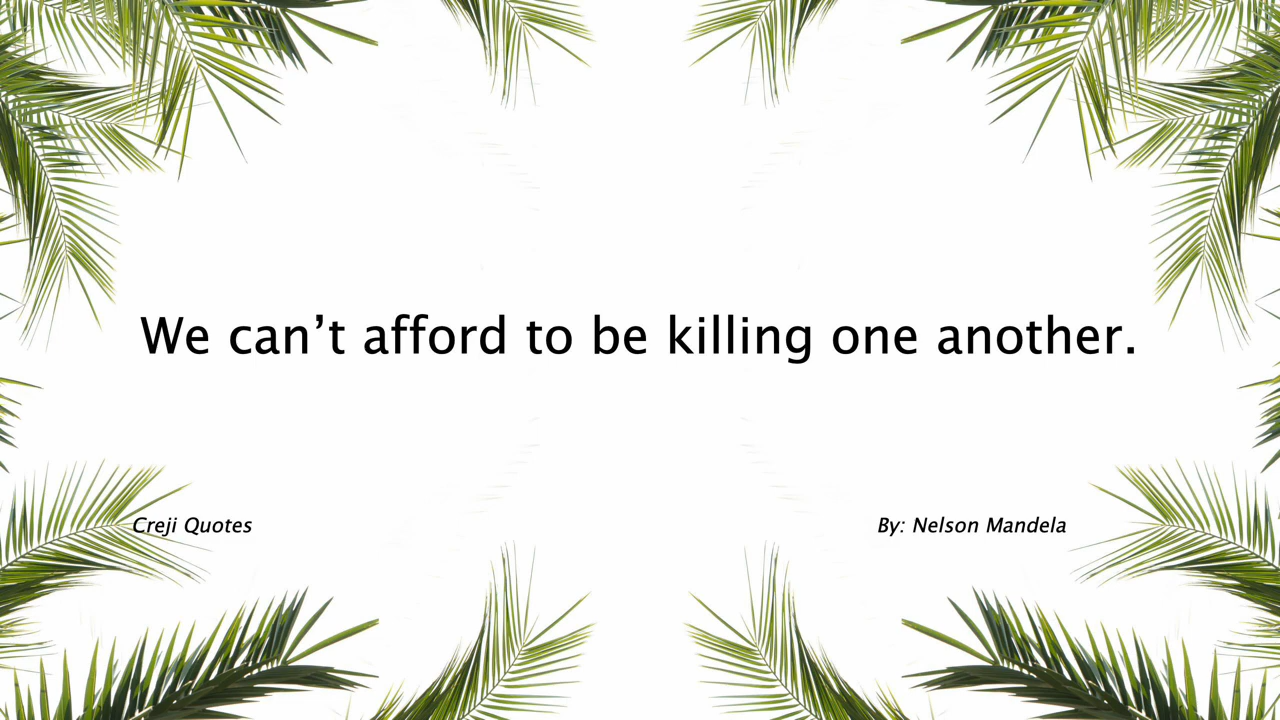 We can’t afford to be killing one another.
Creji Quotes
By: Nelson Mandela